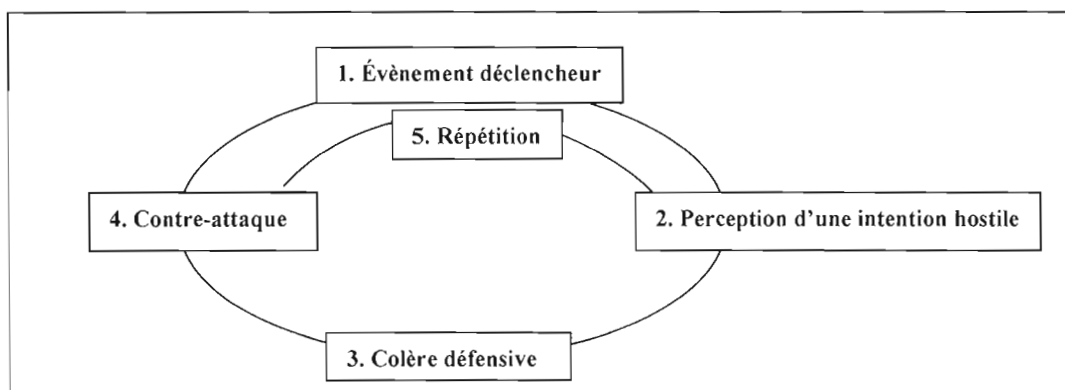 1. Évènement déclencheur
5. Répétition
4. Contre-attaque
2. Perception d'une intention hostile
3. Colère défensive